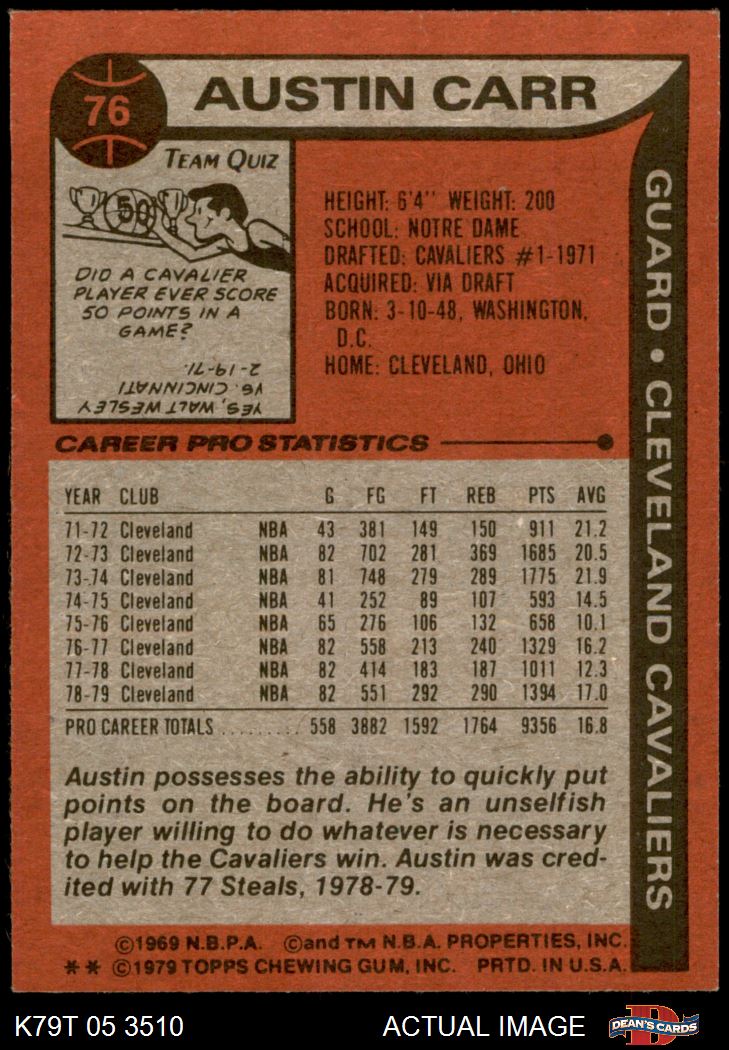 76
AUSTIN CARR
TEAM QUIZ
50
DID A CAVALIER
PLAYER EVER SCORE
50 POINTS IN A
GAME?
YES, WALT WESLEY
VS. CINCINNATI
2-19-71.
HEIGHT: 6'4" WEIGHT: 200
SCHOOL: NOTRE DAME
DRAFTED: CAVALIERS #1-1971
ACQUIRED: VIA DRAFT
BORN: 3-10-48, WASHINGTON,
D.C.
HOME: CLEVELAND, OHIO
GUARD • CLEVELAND CAVALIERS
CAREER PRO STATISTICS
YEAR CLUB G FG FT REB PTS AVG
71-72 Cleveland NBA 43 381 149 150 911 21.2
72-73 Cleveland NBA 82 702 281 369 1685 20.5
73-74 Cleveland NBA 81 748 279 289 1775 21.9
74-75 Cleveland NBA 41 252 89 107 593 14.5
75-76 Cleveland NBA 65 276 106 132 658 10.1
76-77 Cleveland NBA 82 558 213 240 1329 16.2
77-78 Cleveland NBA 82 414 183 187 1011 12.3
78-79 Cleveland NBA 82 551 292 290 1394 17.0
PRO CAREER TOTALS .......... 558 3882 1592 1764 9356 16.8
Austin possesses the ability to quickly put
points on the board. He's an unselfish
player willing to do whatever is necessary
to help the Cavaliers win. Austin was cred-
ited with 77 Steals, 1978-79.
©1969 N.B.P.A. ©and TM N.B.A. PROPERTIES, INC.
** ©1979 TOPPS CHEWING GUM, INC. PRTD. IN U.S.A.
K79T 05 3510 ACTUAL IMAGE
D
DEAN'S CARDS